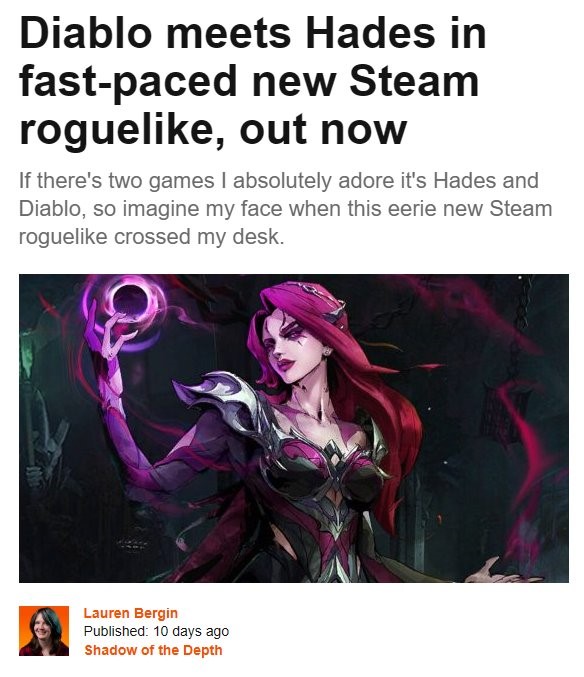 Diablo meets Hades in
fast-paced new Steam
roguelike, out now
If there's two games I absolutely adore it's Hades and
Diablo, so imagine my face when this eerie new Steam
roguelike crossed my desk.
Lauren Bergin
Published: 10 days ago
Shadow of the Depth